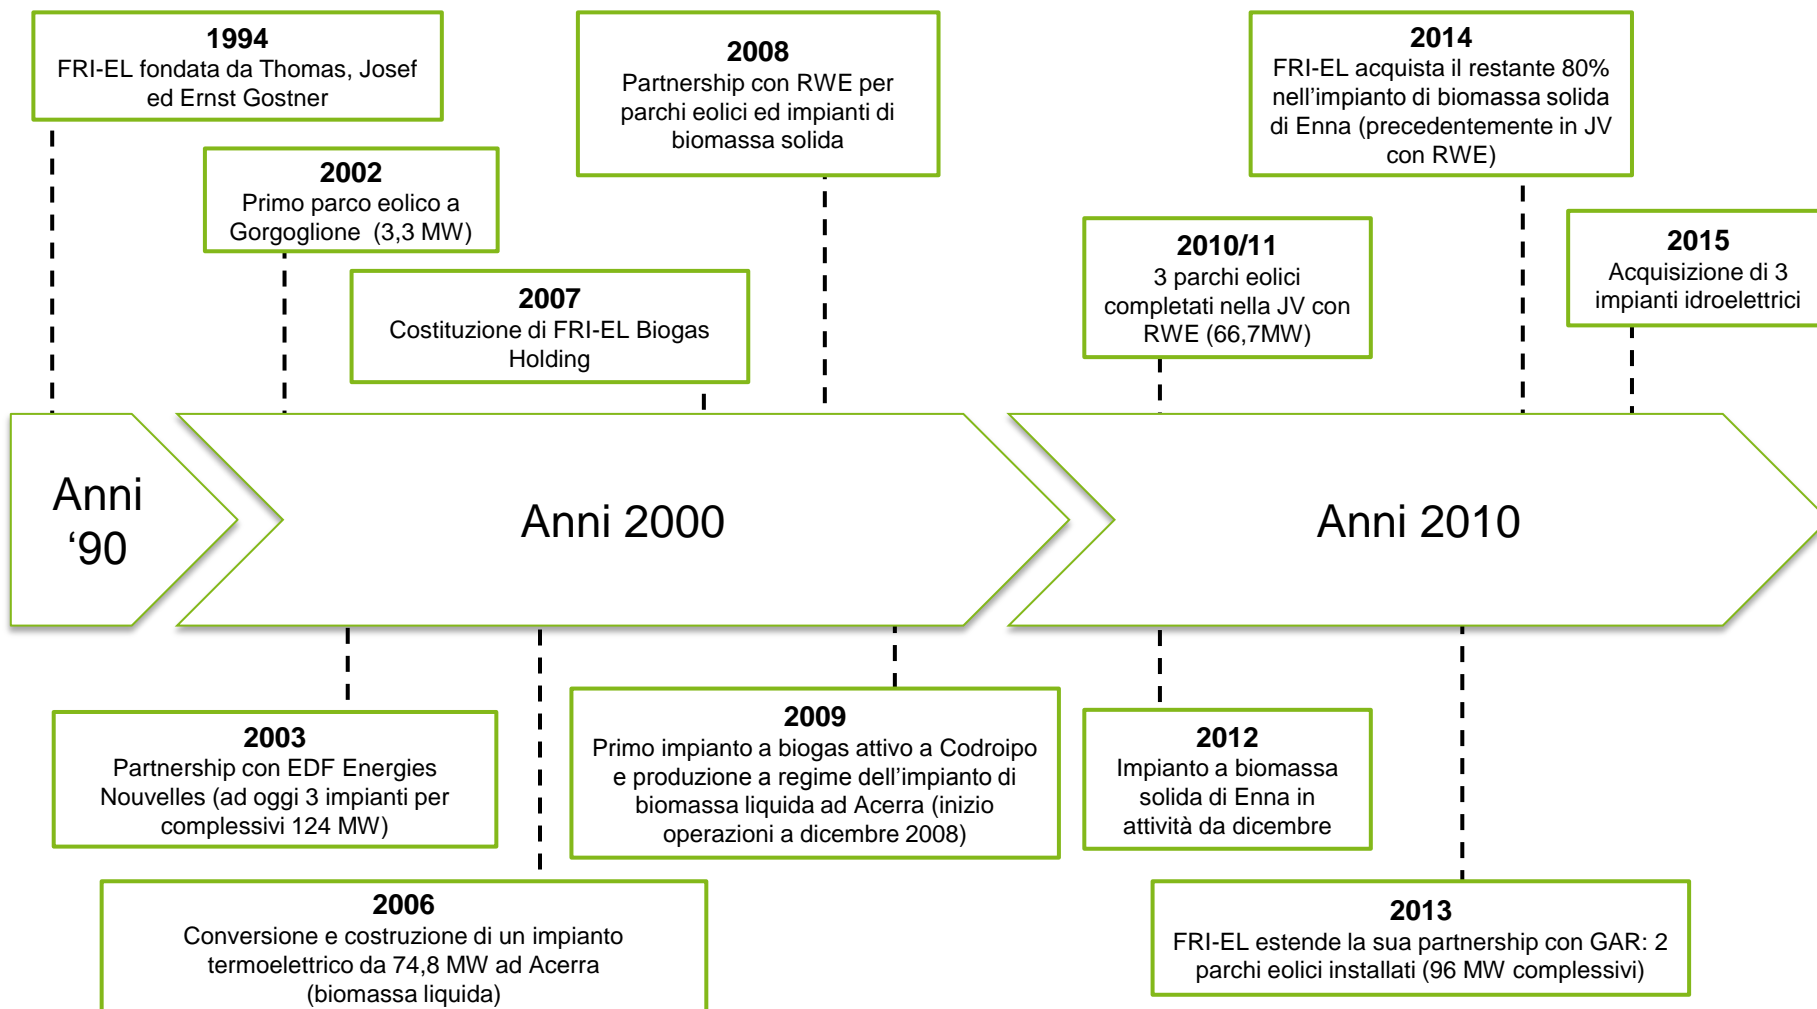 1994
FRI-EL fondata da Thomas, Josef
ed Ernst Gostner
2002
Primo parco eolico a
Gorgoglione  (3,3 MW)
2007
Costituzione di FRI-EL Biogas
Holding
2008
Partnership con RWE per
parchi eolici ed impianti di
biomassa solida
2010/11
3 parchi eolici
completati nella JV con
RWE (66,7MW)
2014
FRI-EL acquista il restante 80%
nell’impianto di biomassa solida
di Enna (precedentemente in JV
con RWE)
2015
Acquisizione di 3
impianti idroelettrici
Anni
‘90
Anni 2000
Anni 2010
2003
Partnership con EDF Energies
Nouvelles (ad oggi 3 impianti per
complessivi 124 MW)
2006
Conversione e costruzione di un impianto
termoelettrico da 74,8 MW ad Acerra
(biomassa liquida)
2009
Primo impianto a biogas attivo a Codroipo
e produzione a regime dell’impianto di
biomassa liquida ad Acerra (inizio
operazioni a dicembre 2008)
2012
Impianto a biomassa
solida di Enna in
attività da dicembre
2013
FRI-EL estende la sua partnership con GAR: 2
parchi eolici installati (96 MW complessivi)